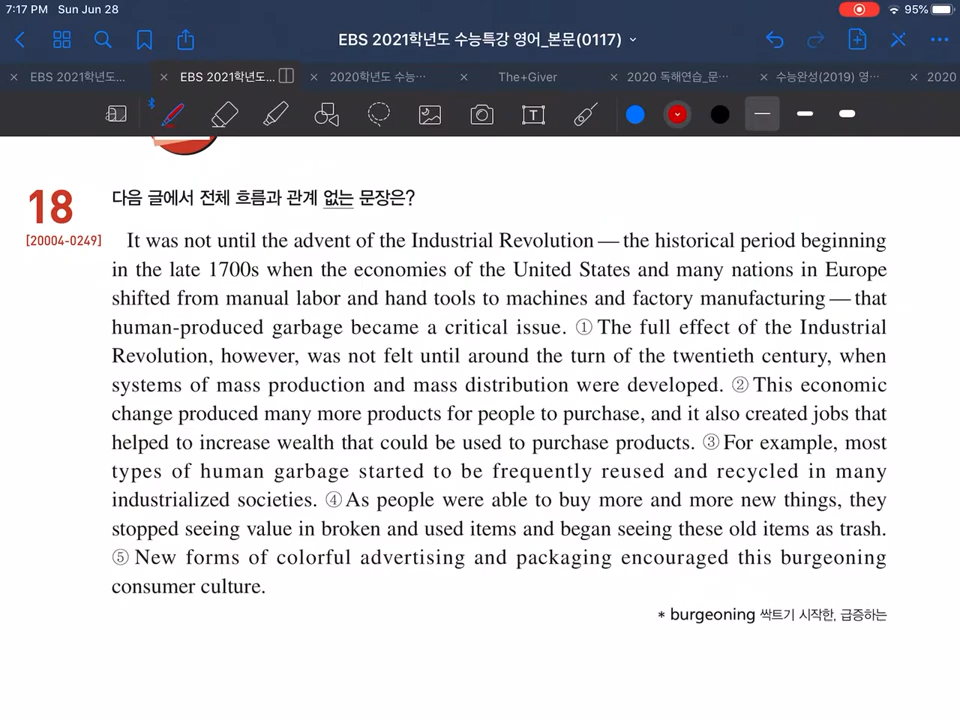 7:17 PM Sun Jun 28
95%
EBS 2021학년도 수능특강 영어_본문(0117)
EBS 2021학년도...
EBS 2021학년도...
2020학년도 수능...
The+Giver
2020 독해연습_문...
수능완성(2019) 영...
2020
18
다음 글에서 전체 흐름과 관계 없는 문장은?
[20004-0249]
It was not until the advent of the Industrial Revolution — the historical period beginning
in the late 1700s when the economies of the United States and many nations in Europe
shifted from manual labor and hand tools to machines and factory manufacturing — that
human-produced garbage became a critical issue. ① The full effect of the Industrial
Revolution, however, was not felt until around the turn of the twentieth century, when
systems of mass production and mass distribution were developed. ② This economic
change produced many more products for people to purchase, and it also created jobs that
helped to increase wealth that could be used to purchase products. ③ For example, most
types of human garbage started to be frequently reused and recycled in many
industrialized societies. ④ As people were able to buy more and more new things, they
stopped seeing value in broken and used items and began seeing these old items as trash.
⑤ New forms of colorful advertising and packaging encouraged this burgeoning
consumer culture.
* burgeoning 싹트기 시작한, 급증하는